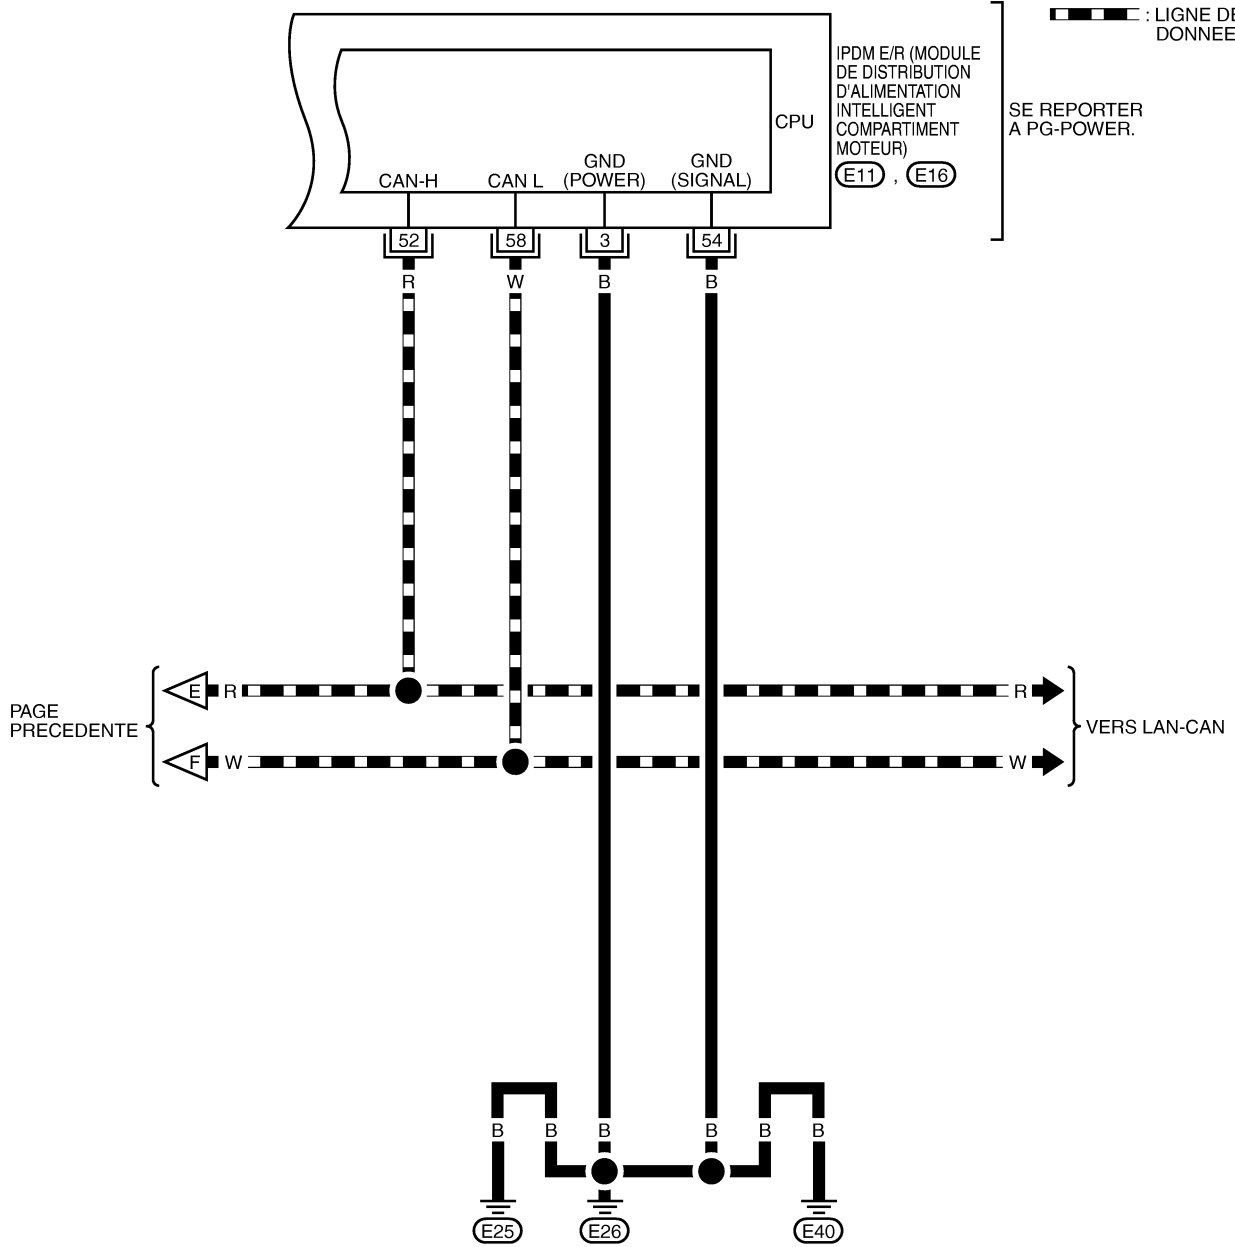 : LIGNE DE
DONNEE
IPDM E/R (MODULE
DE DISTRIBUTION
D'ALIMENTATION
INTELLIGENT
COMPARTIMENT
MOTEUR)
E11 , E16
SE REPORTER
A PG-POWER.
CPU
CAN-H
CAN L
GND
(POWER)
GND
(SIGNAL)
52 58 3 54
R W B B
PAGE
PRECEDENTE
E R R
F W W
VERS LAN-CAN
B B B B B B
E25 E26 E40